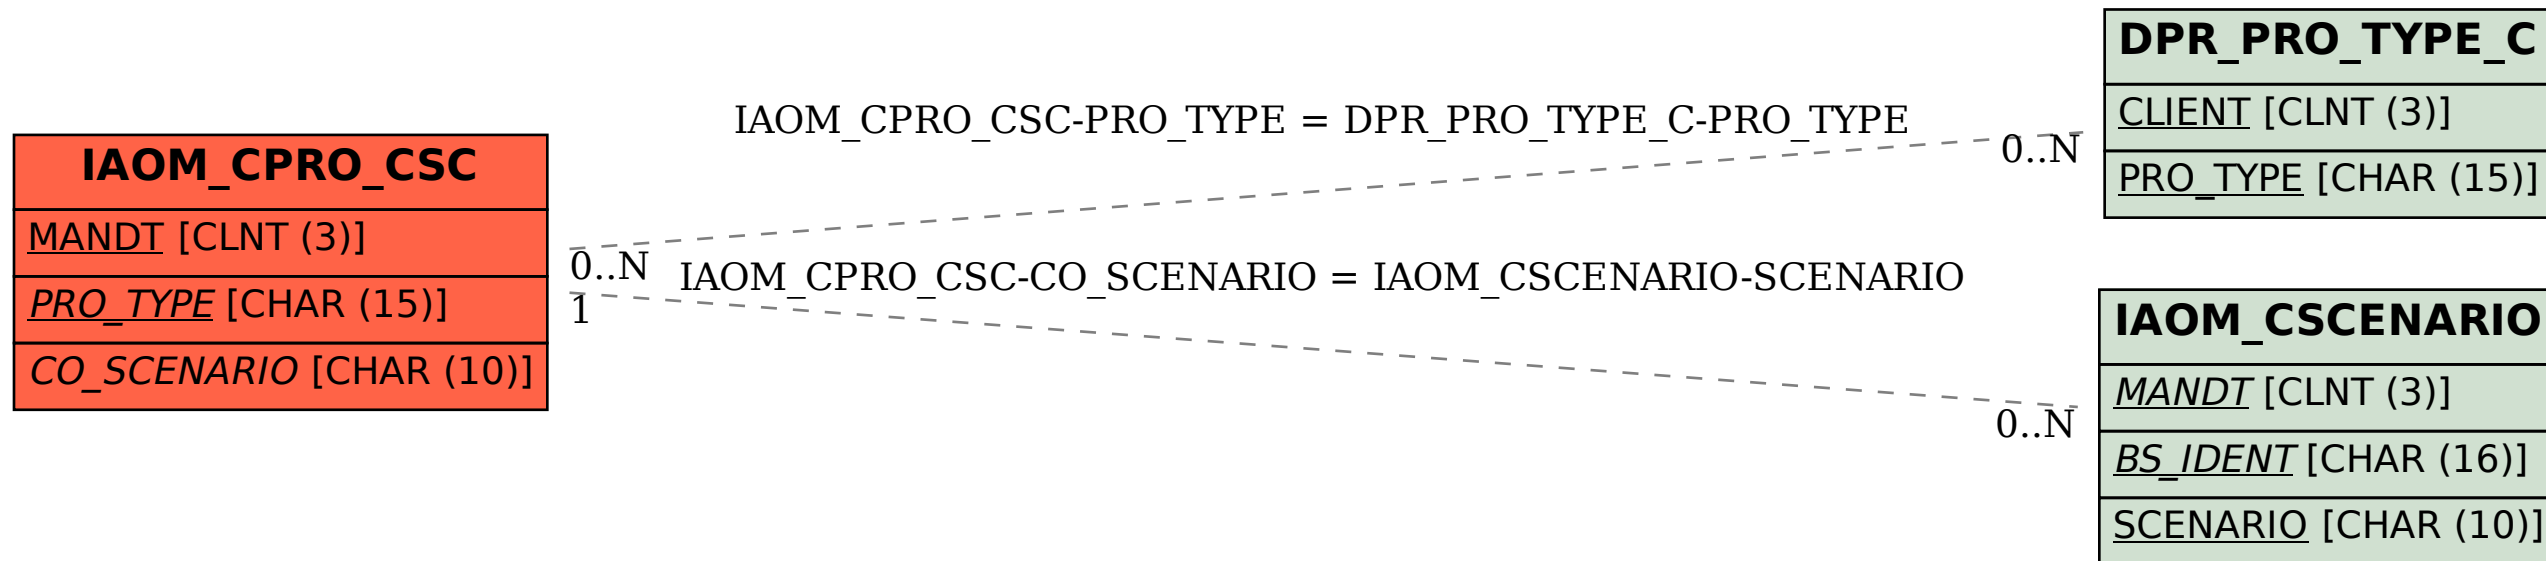 IAOM_CPRO_CSC
MANDT [CLNT (3)]
PRO_TYPE [CHAR (15)]
CO_SCENARIO [CHAR (10)]
IAOM_CPRO_CSC-PRO_TYPE = DPR_PRO_TYPE_C-PRO_TYPE
0..N
0..N
IAOM_CPRO_CSC-CO_SCENARIO = IAOM_CSCENARIO-SCENARIO
1
0..N
DPR_PRO_TYPE_C
CLIENT [CLNT (3)]
PRO_TYPE [CHAR (15)]
IAOM_CSCENARIO
MANDT [CLNT (3)]
BS_IDENT [CHAR (16)]
SCENARIO [CHAR (10)]